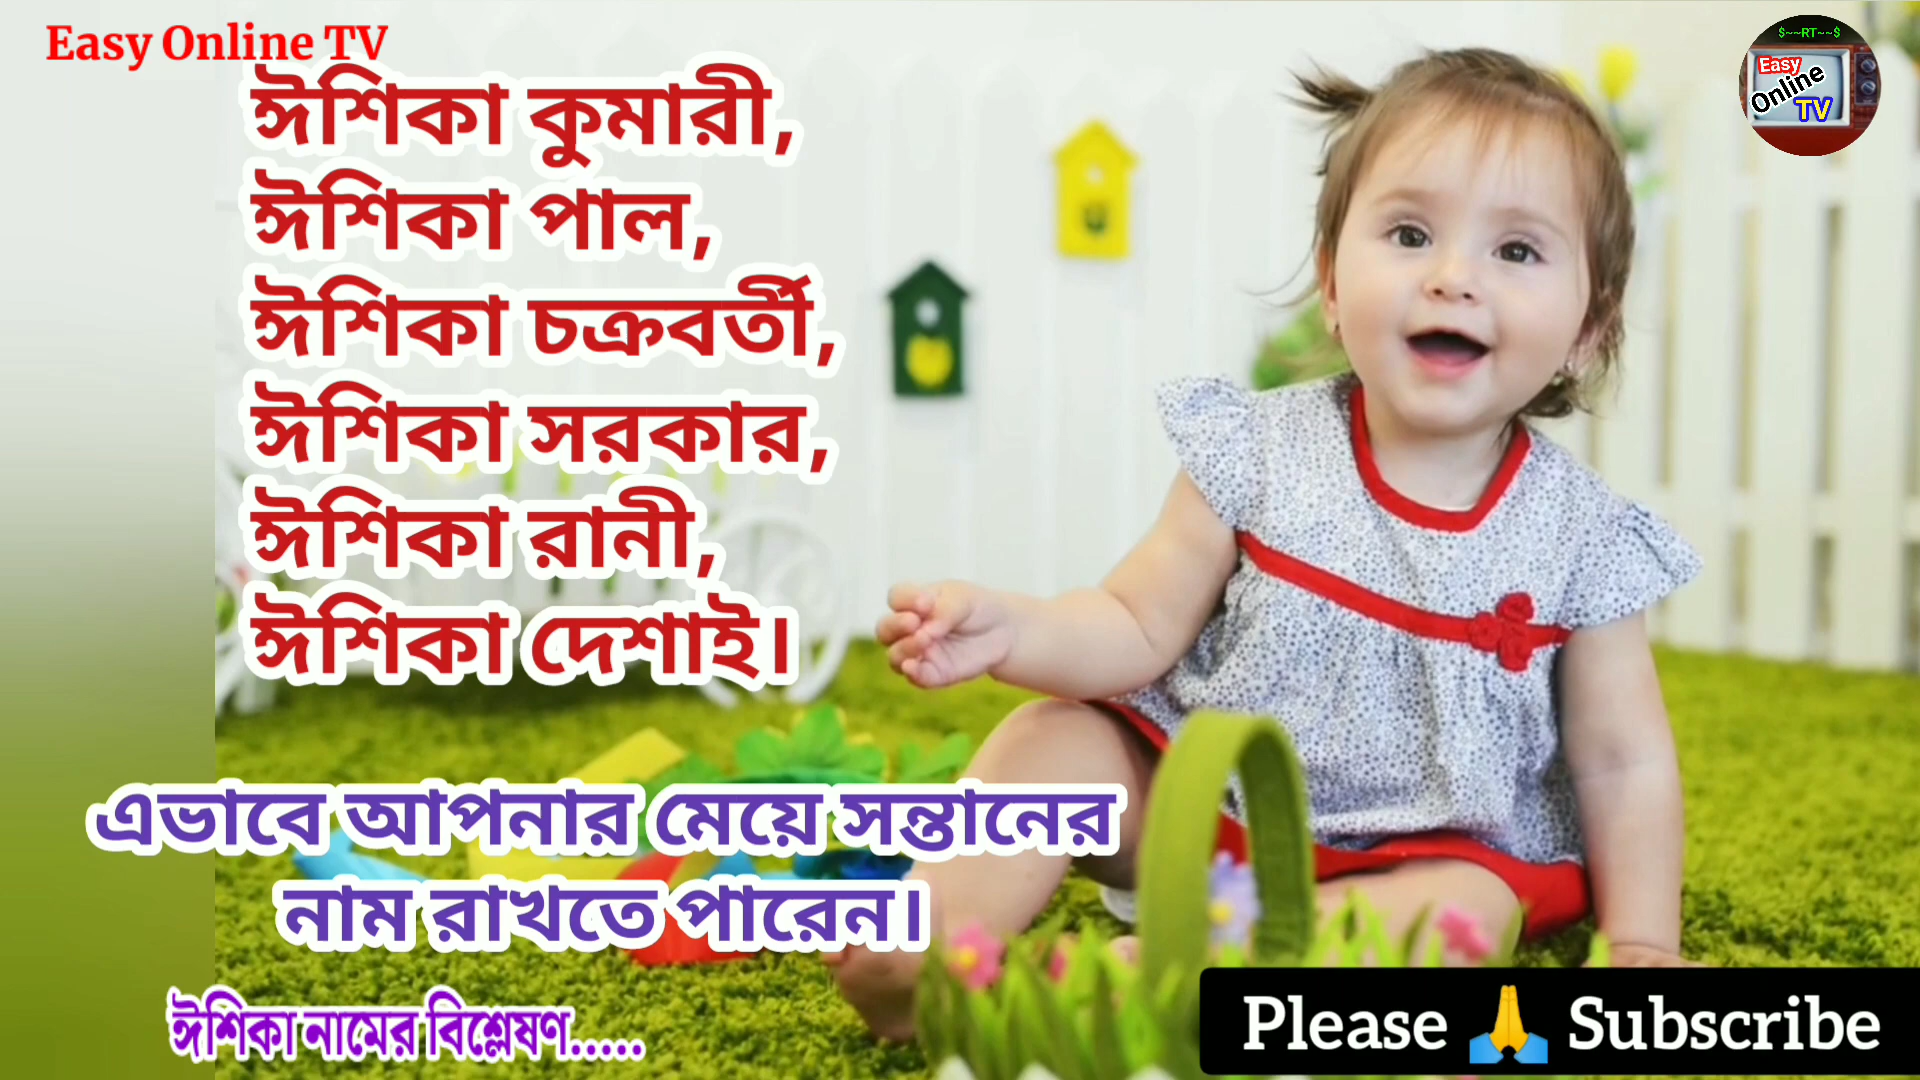 Easy Online TV
$~~RT~~$
Easy
Online
TV
ঈশিকা কুমারী,
ঈশিকা পাল,
ঈশিকা চক্রবর্তী,
ঈশিকা সরকার,
ঈশিকা রানী,
ঈশিকা দেশাই।
এভাবে আপনার মেয়ে সন্তানের
নাম রাখতে পারেন।
ঈশিকা নামের বিশ্লেষণ.....
Please 🙏 Subscribe